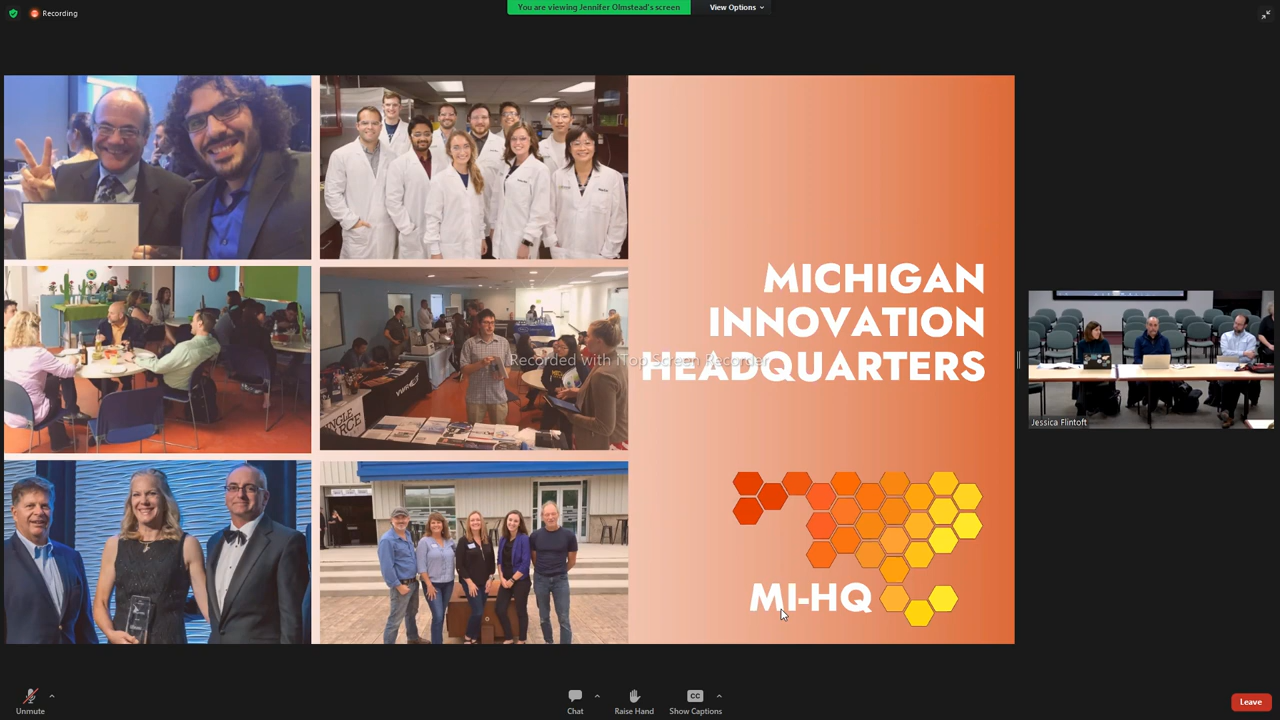 Recording
You are viewing Jennifer Olmstead's screen
View Options
MICHIGAN
INNOVATION
HEADQUARTERS
Recorded with iTop Screen Recorder
VWR
MI-HQ
Jessica Flintoft
Unmute
Chat
Raise Hand
CC
Show Captions
Leave